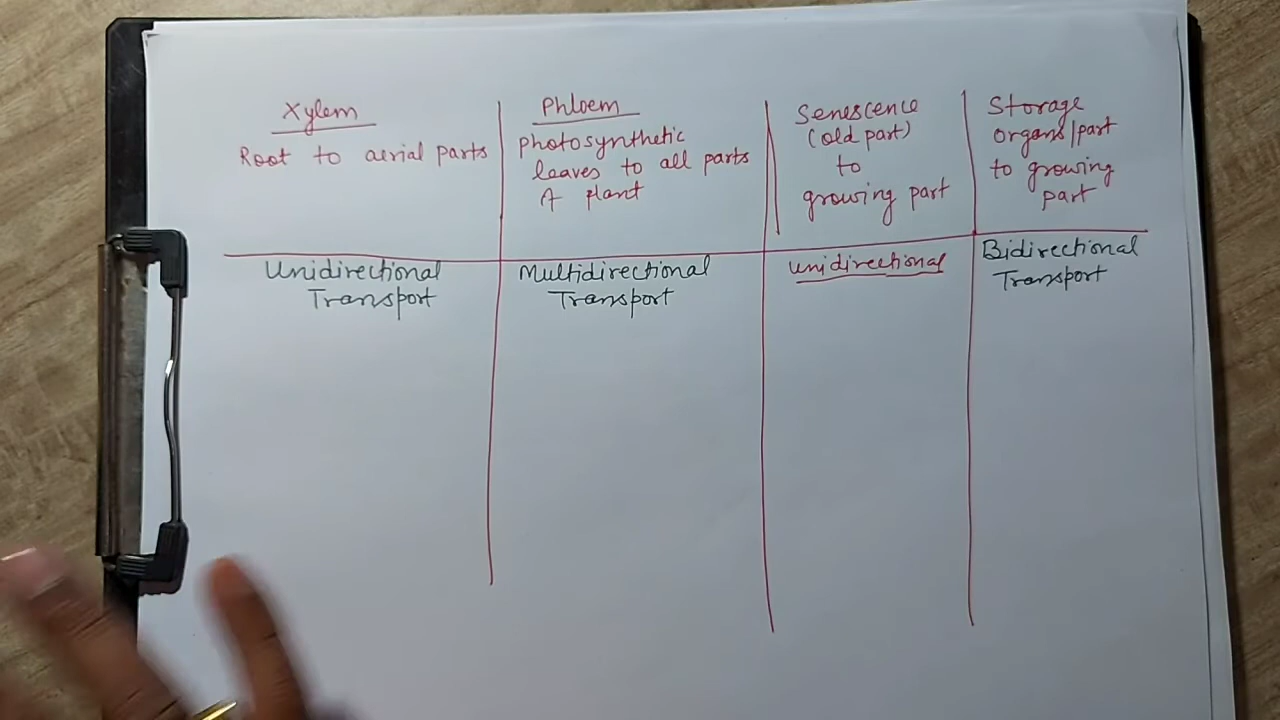 Xylem
Root to aerial parts
Phloem
Photosynthetic
leaves to all parts
A plant
Senescence
(old part)
to
growing part
Storage
organs/part
to growing
part
Unidirectional
Transport
Multidirectional
Transport
Unidirectional
Bidirectional
Transport